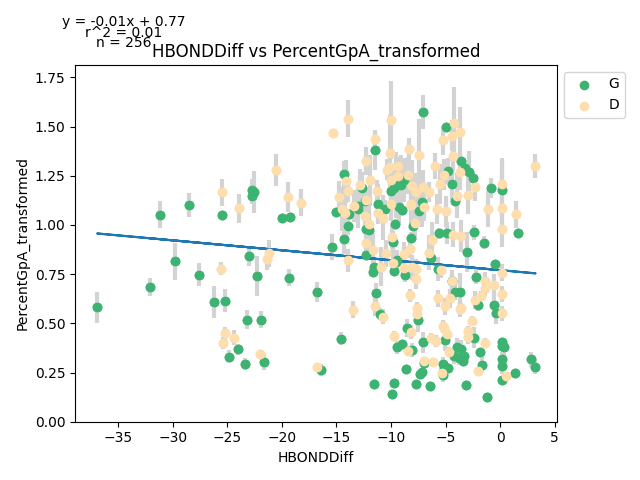 y = -0.01x + 0.77
r^2 = 0.01
n = 256
HBONDDiff vs PercentGpA_transformed
G
D
PercentGpA_transformed
1.75
1.50
1.25
1.00
0.75
0.50
0.25
0.00
−35 −30 −25 −20 −15 −10 −5 0 5
HBONDDiff